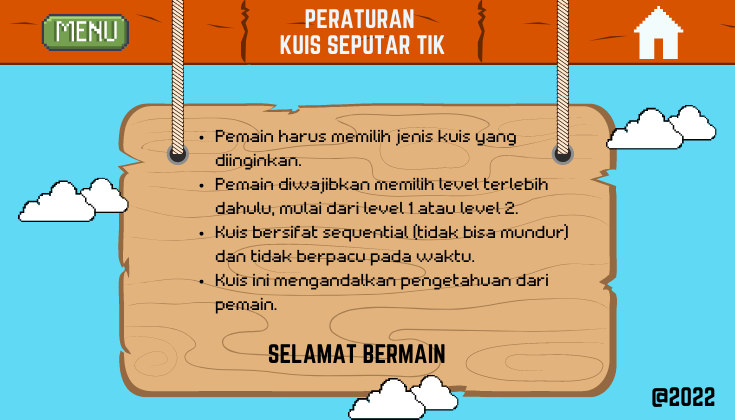 MENU
PERATURAN
KUIS SEPUTAR TIK
• Pemain harus memilih jenis kuis yang
diinginkan.
• Pemain diwajibkan memilih level terlebih
dahulu, mulai dari level 1 atau level 2.
• Kuis bersifat sequential (tidak bisa mundur)
dan tidak berpacu pada waktu.
• Kuis ini mengandalkan pengetahuan dari
pemain.
SELAMAT BERMAIN
@2022